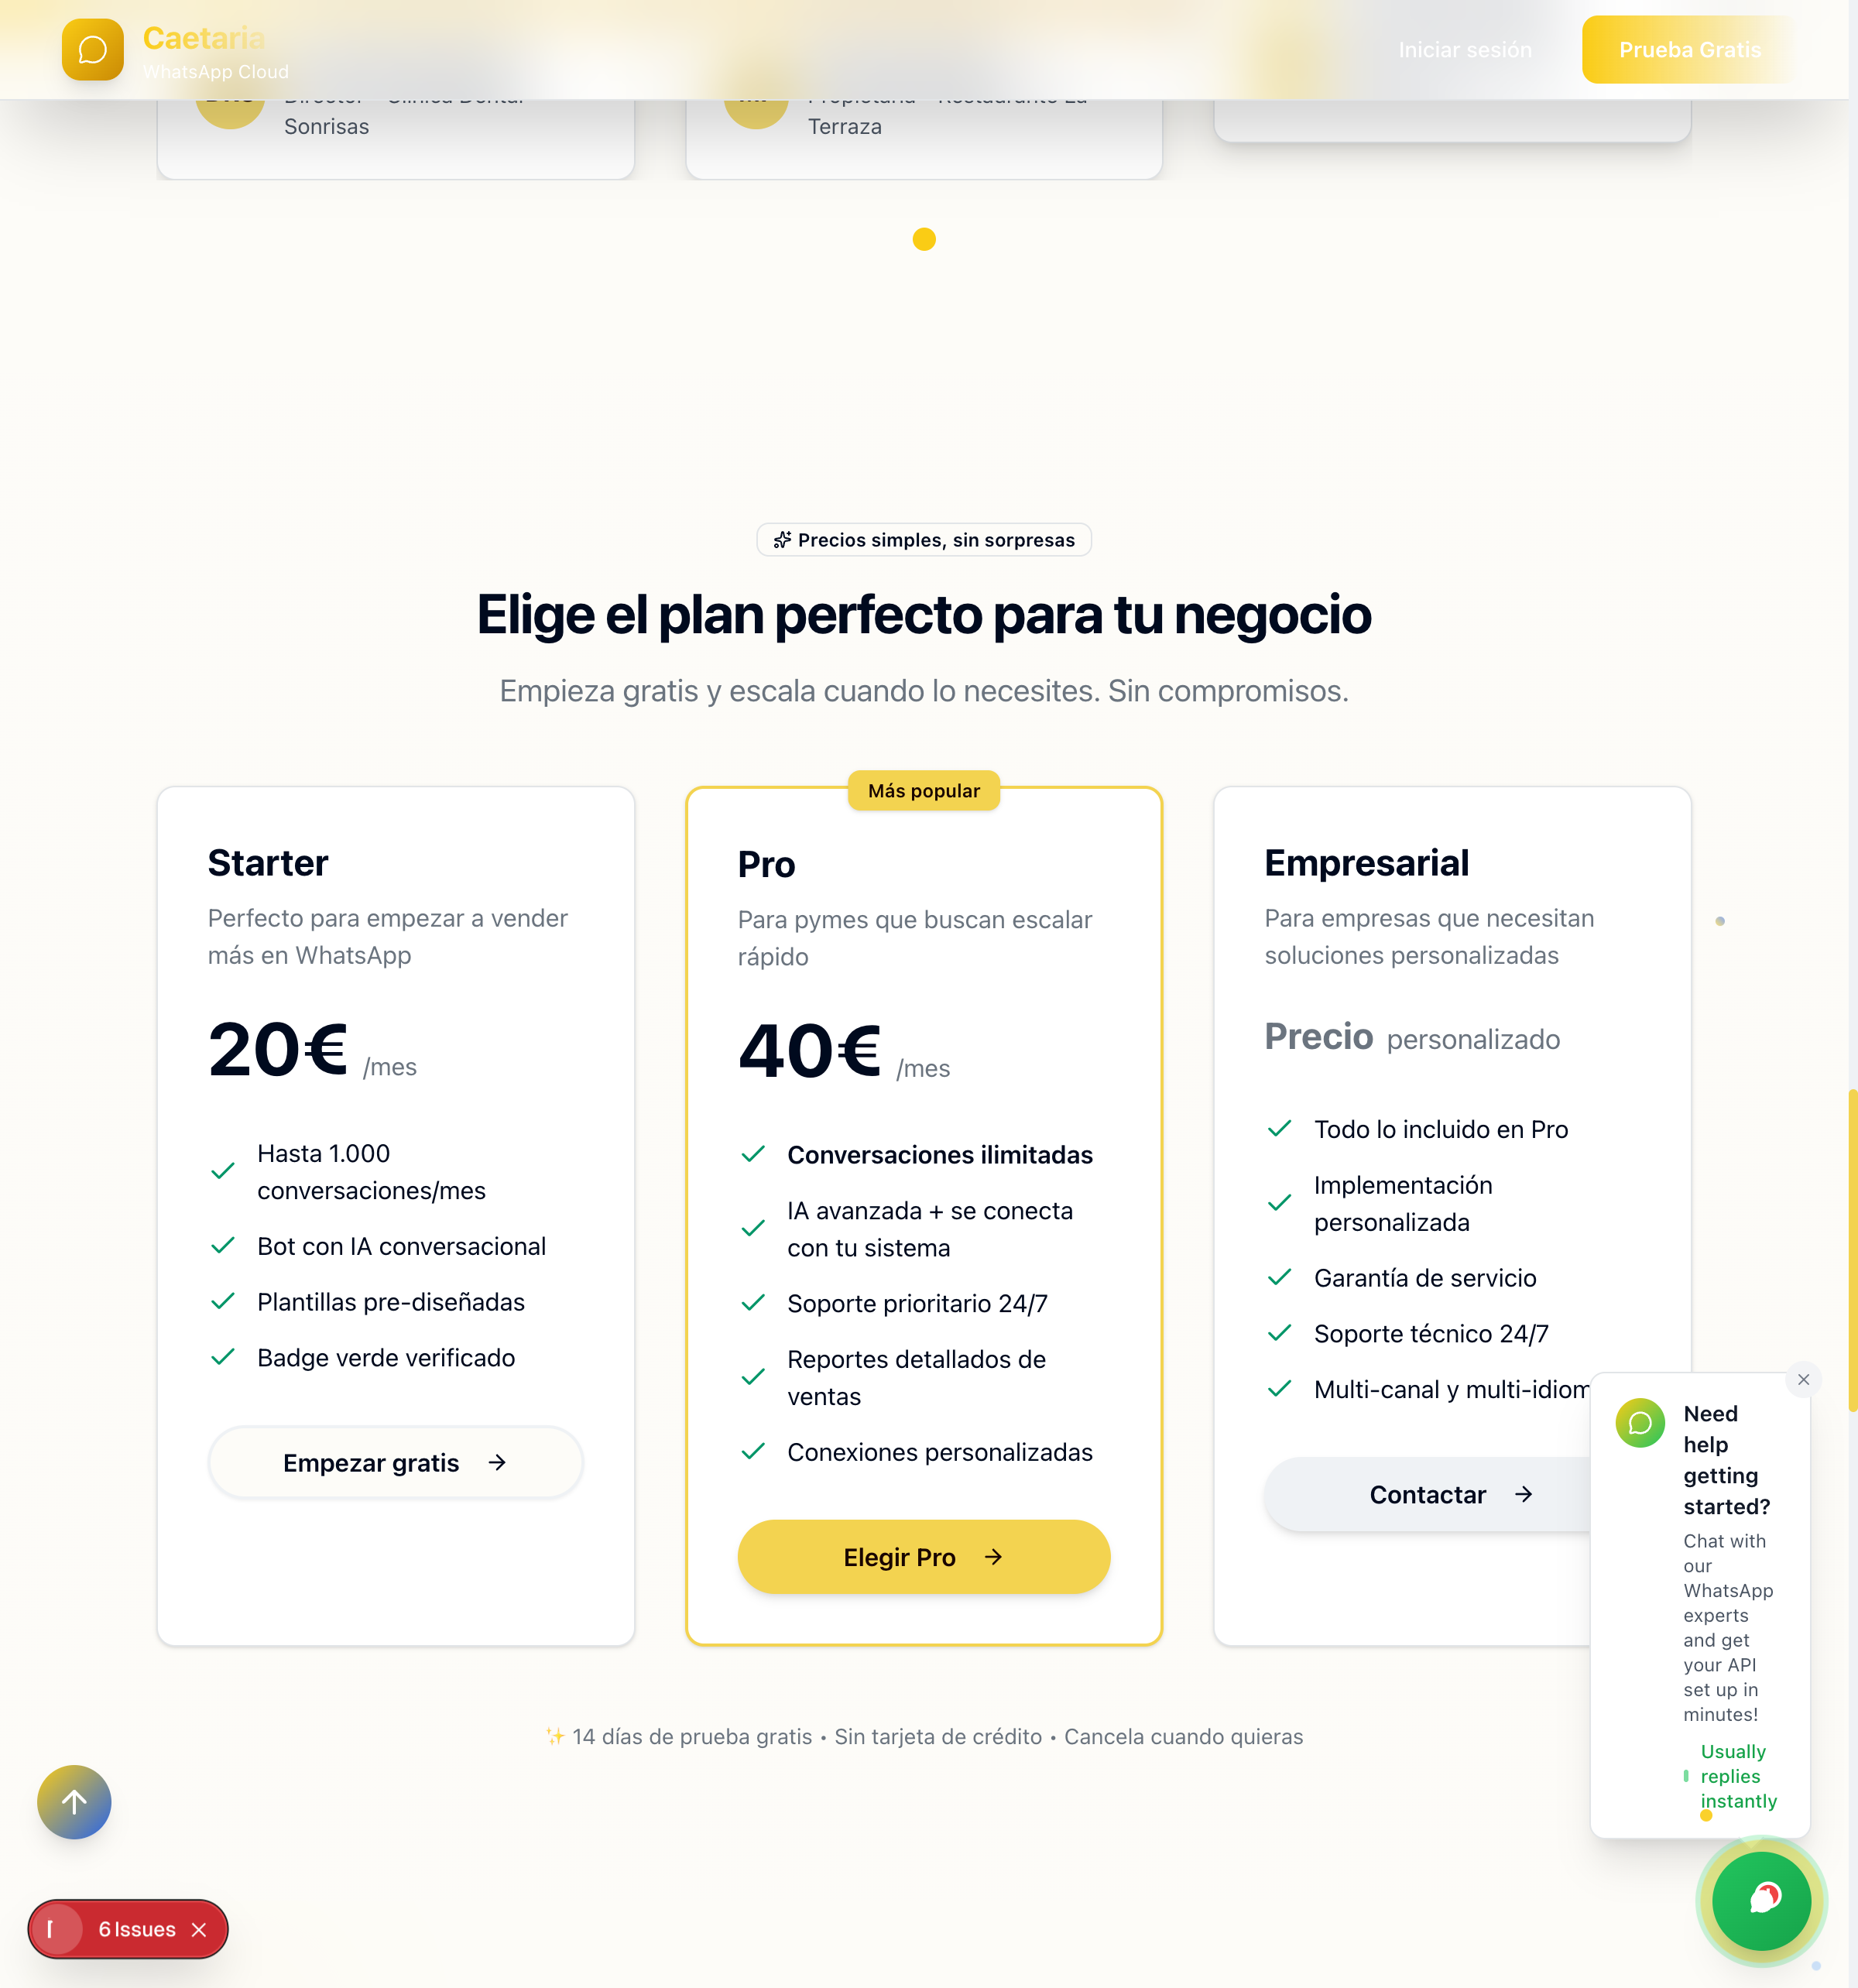 Caetaria
WhatsApp Cloud
Iniciar sesión
Prueba Gratis
Sonrisas
Terraza
Precios simples, sin sorpresas
Elige el plan perfecto para tu negocio
Empieza gratis y escala cuando lo necesites. Sin compromisos.
Starter
Perfecto para empezar a vender
más en WhatsApp
20€ /mes
Hasta 1.000
conversaciones/mes
Bot con IA conversacional
Plantillas pre-diseñadas
Badge verde verificado
Empezar gratis
Más popular
Pro
Para pymes que buscan escalar
rápido
40€ /mes
Conversaciones ilimitadas
IA avanzada + se conecta
con tu sistema
Soporte prioritario 24/7
Reportes detallados de
ventas
Conexiones personalizadas
Elegir Pro
Empresarial
Para empresas que necesitan
soluciones personalizadas
Precio personalizado
Todo lo incluido en Pro
Implementación
personalizada
Garantía de servicio
Soporte técnico 24/7
Multi-canal y multi-idiom
Contactar
Need
help
getting
started?
Chat with
our
WhatsApp
experts
and get
your API
set up in
minutes!
Usually
replies
instantly
✨ 14 días de prueba gratis • Sin tarjeta de crédito • Cancela cuando quieras
6 Issues